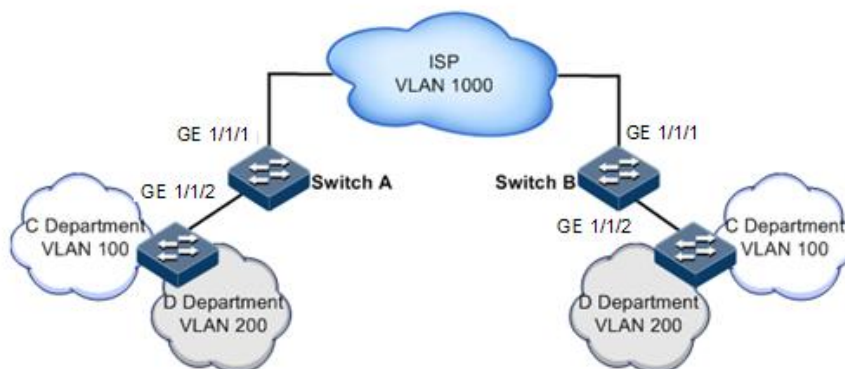 ISP
VLAN 1000
GE 1/1/1
GE 1/1/1
GE 1/1/2
Switch A
Switch B
C Department
VLAN 100
GE 1/1/2
C Department
VLAN 100
D Department
VLAN 200
D Department
VLAN 200